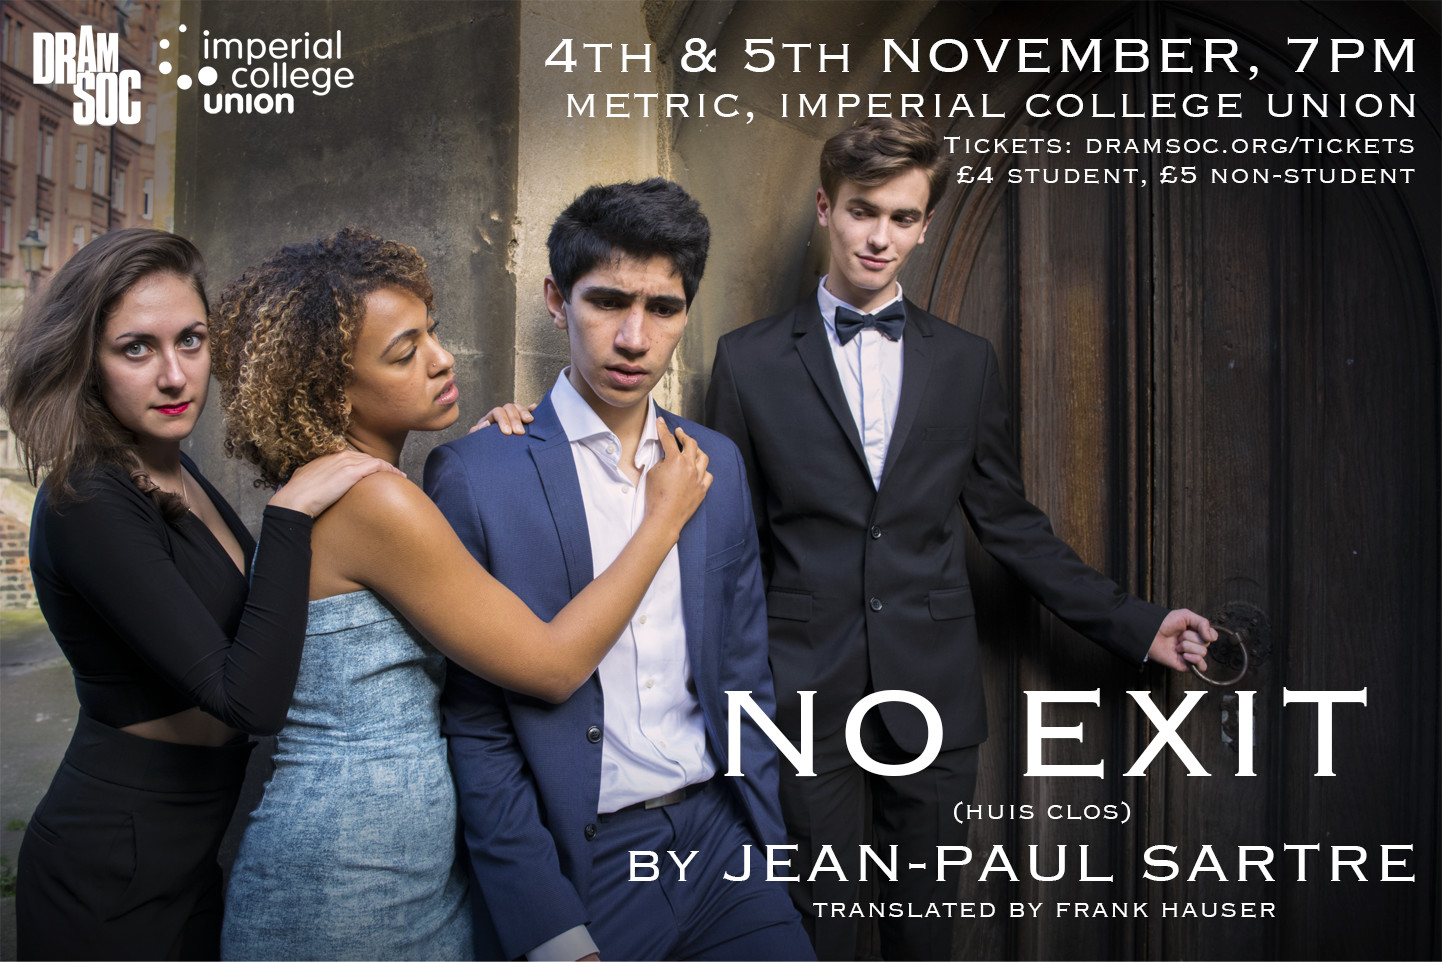 DRAM
SOC
imperial
college
union
4TH & 5TH NOVEMBER, 7PM
METRIC, IMPERIAL COLLEGE UNION
TICKETS: DRAMSOC.ORG/TICKETS
£4 STUDENT, £5 NON-STUDENT
NO EXIT
(HUIS CLOS)
BY JEAN-PAUL SARTRE
TRANSLATED BY FRANK HAUSER